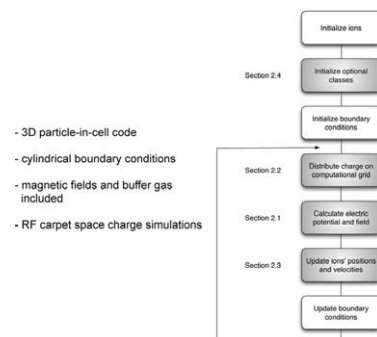 - 3D particle-in-cell code
- cylindrical boundary conditions
- magnetic fields and buffer gas
included
- RF carpet space charge simulations
Initialize ions
Section 2.4
Initialize optional
classes
Initialize boundary
conditions
Section 2.2
Distribute charge on
computational grid
Section 2.1
Calculate electric
potential and field
Section 2.3
Update ions' positions
and velocities
Update boundary
conditions